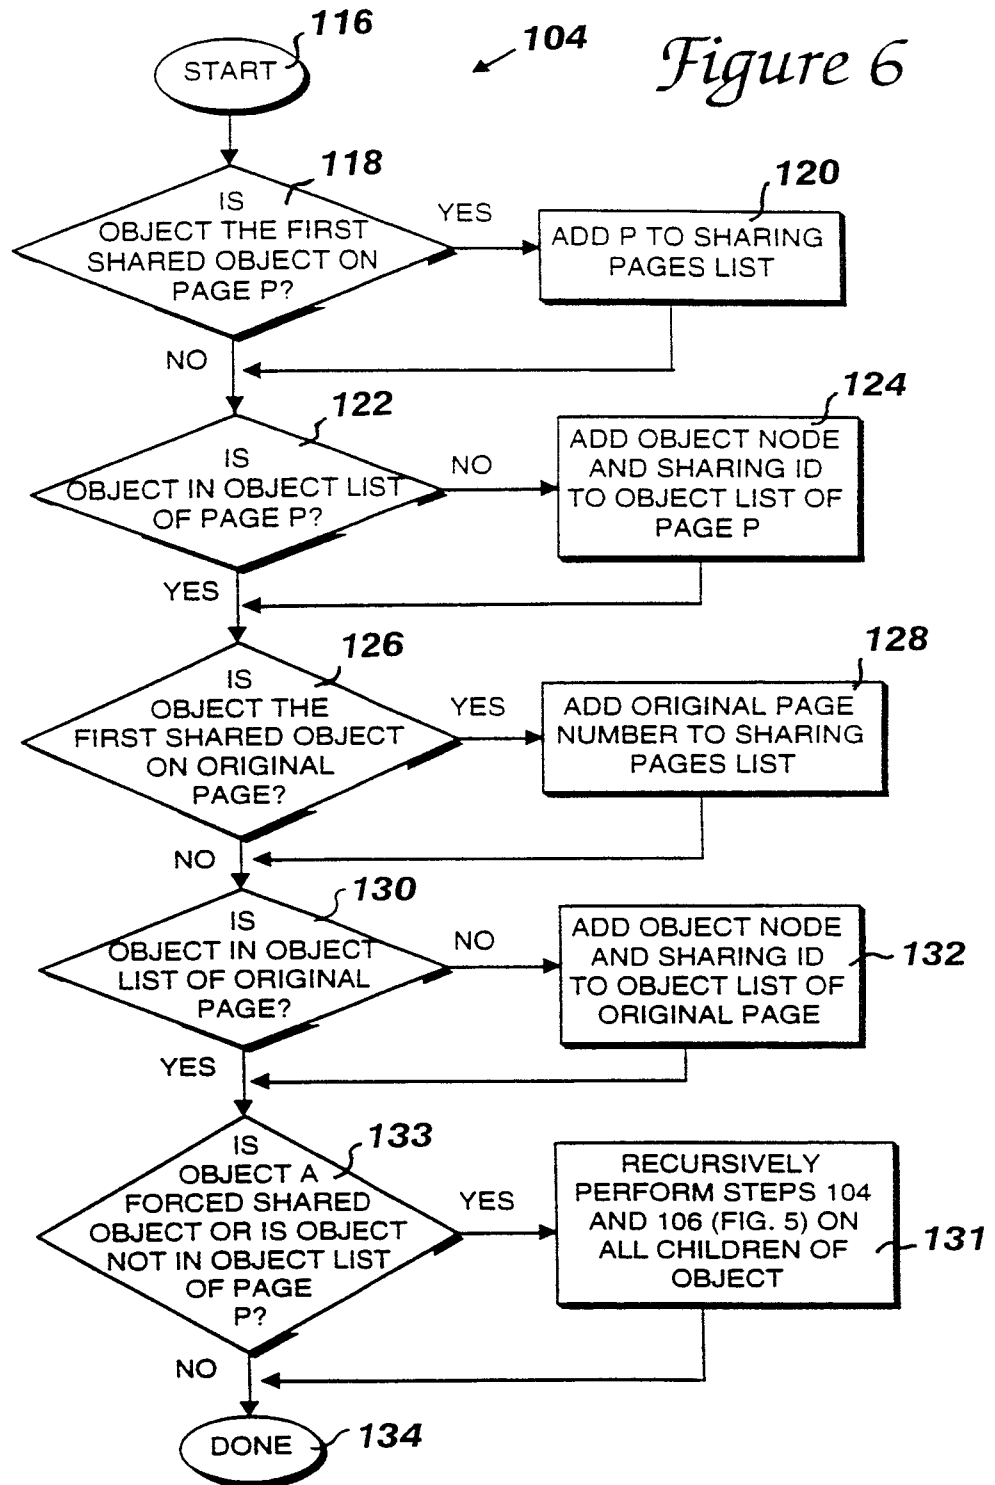 116
104
Figure 6
START
118
IS
OBJECT THE FIRST
SHARED OBJECT ON
PAGE P?
YES
120
ADD P TO SHARING
PAGES LIST
NO
122
IS
OBJECT IN OBJECT LIST
OF PAGE P?
NO
124
ADD OBJECT NODE
AND SHARING ID
TO OBJECT LIST OF
PAGE P
YES
126
IS
OBJECT THE
FIRST SHARED OBJECT
ON ORIGINAL
PAGE?
YES
128
ADD ORIGINAL PAGE
NUMBER TO SHARING
PAGES LIST
NO
130
IS
OBJECT IN OBJECT
LIST OF ORIGINAL
PAGE?
NO
ADD OBJECT NODE
AND SHARING ID
TO OBJECT LIST OF
ORIGINAL PAGE
132
YES
133
IS
OBJECT A
FORCED SHARED
OBJECT OR IS OBJECT
NOT IN OBJECT LIST
OF PAGE
P?
YES
RECURSIVELY
PERFORM STEPS 104
AND 106 (FIG. 5) ON
ALL CHILDREN OF
OBJECT
131
NO
DONE
134